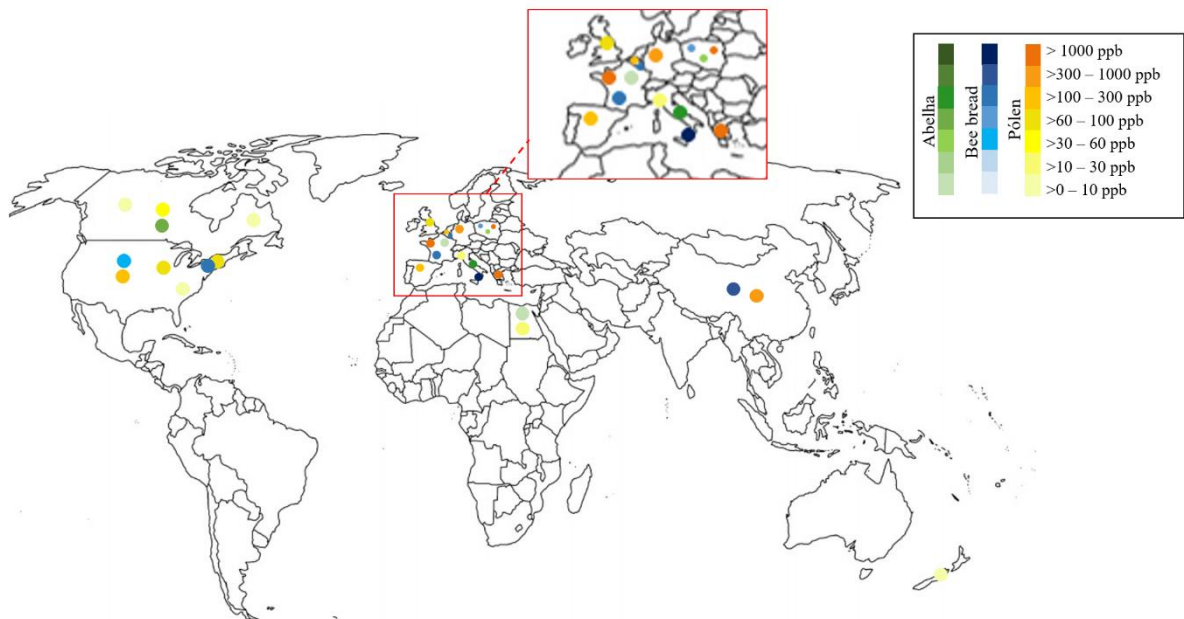 Abelha
Bee bread
Pólen
> 1000 ppb
>300 – 1000 ppb
>100 – 300 ppb
>60 – 100 ppb
>30 – 60 ppb
>10 – 30 ppb
>0 – 10 ppb